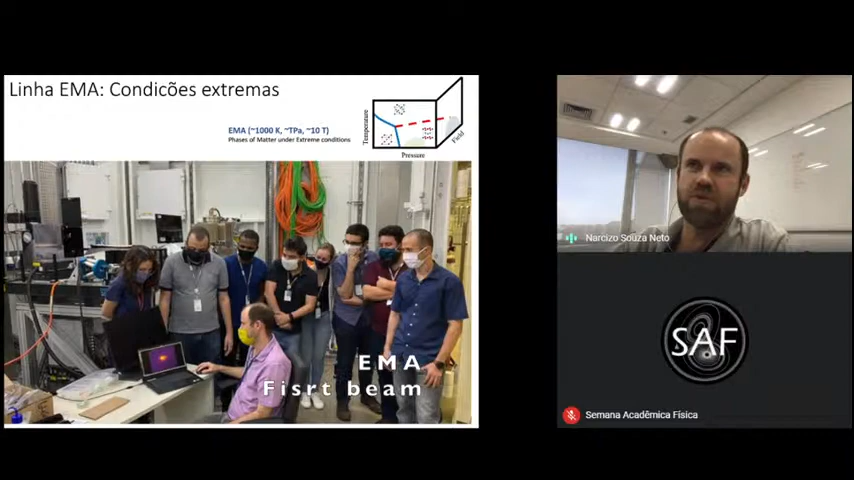 Linha EMA: Condicões extremas
EMA (~1000 K, ~TPa, ~10 T)
Phases of Matter under Extreme conditions
Temperature
Pressure
Field
EMA
Fisrt beam
Narcizo Souza Neto
SAF
Semana Acadêmica Física